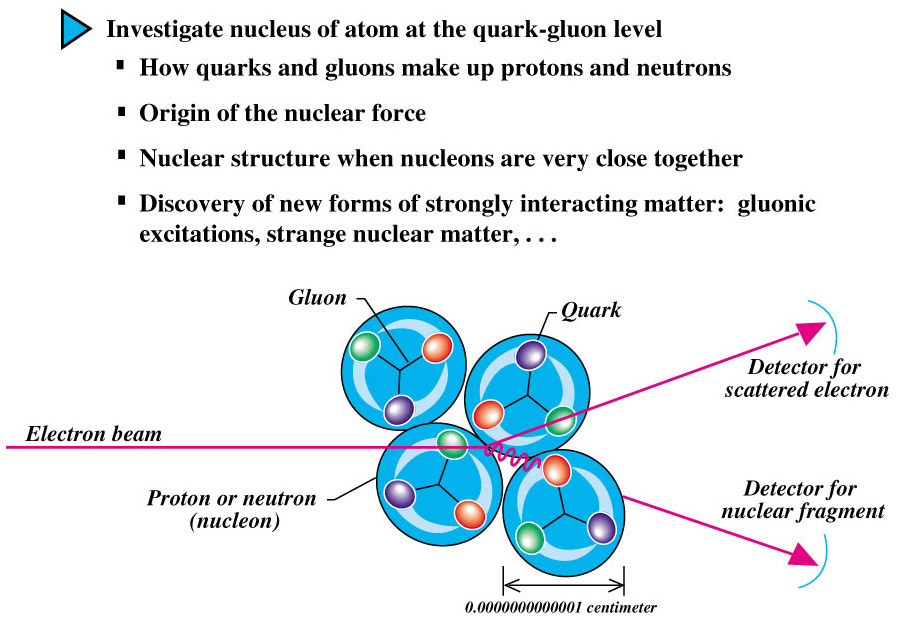 Investigate nucleus of atom at the quark-gluon level
▪ How quarks and gluons make up protons and neutrons
▪ Origin of the nuclear force
▪ Nuclear structure when nucleons are very close together
▪ Discovery of new forms of strongly interacting matter:  gluonic
excitations, strange nuclear matter, . . .
Gluon
Quark
Detector for
scattered electron
Electron beam
Proton or neutron
(nucleon)
Detector for
nuclear fragment
0.0000000000001 centimeter